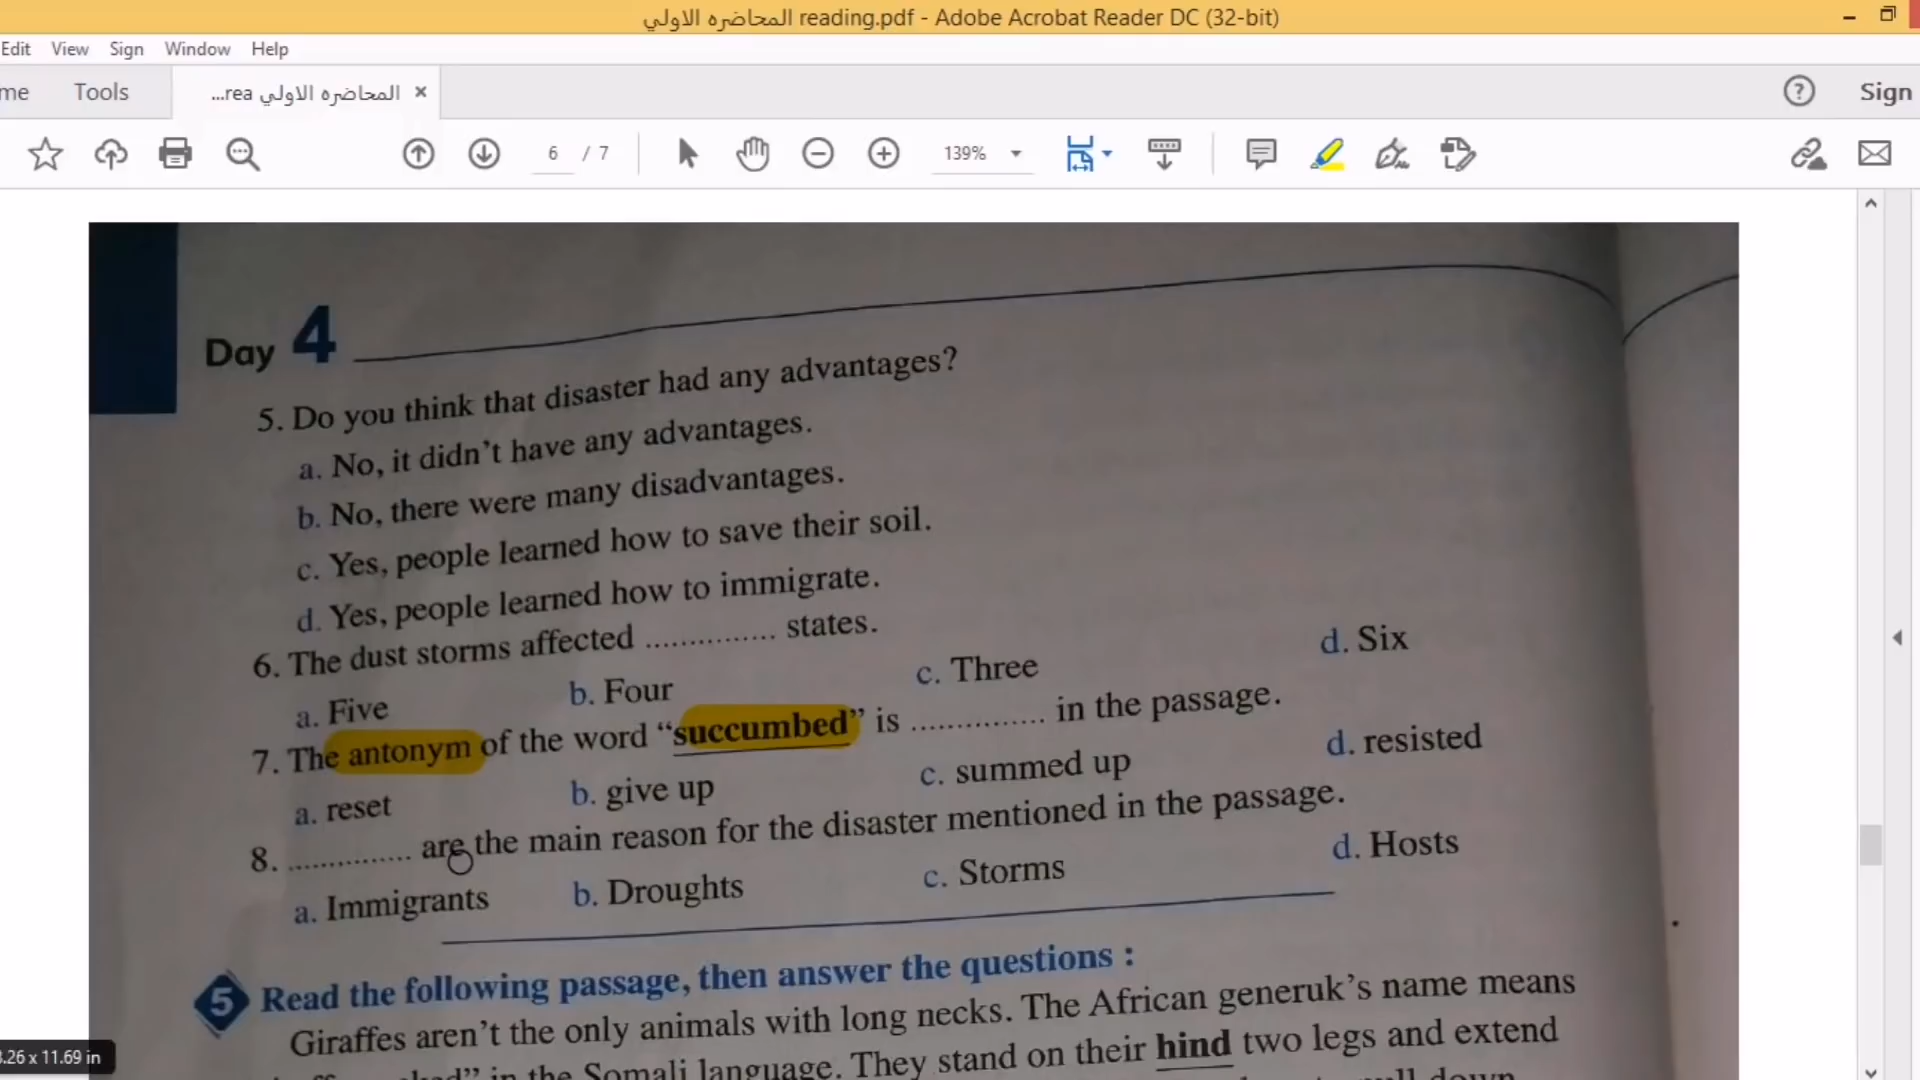 المحاضره الاولي reading.pdf - Adobe Acrobat Reader DC (32-bit)
Edit View Sign Window Help
me Tools المحاضره الاولي rea... × Sign
6 / 7 139%
Day 4
5. Do you think that disaster had any advantages?
a. No, it didn't have any advantages.
b. No, there were many disadvantages.
c. Yes, people learned how to save their soil.
d. Yes, people learned how to immigrate.
6. The dust storms affected ............... states.
a. Five b. Four c. Three d. Six
7. The antonym of the word “succumbed” is ............... in the passage.
a. reset b. give up c. summed up d. resisted
8. ............... are the main reason for the disaster mentioned in the passage.
a. Immigrants b. Droughts c. Storms d. Hosts
5 Read the following passage, then answer the questions :
Giraffes aren't the only animals with long necks. The African generuk's name means
in the Somali language. They stand on their hind two legs and extend
.26 x 11.69 in